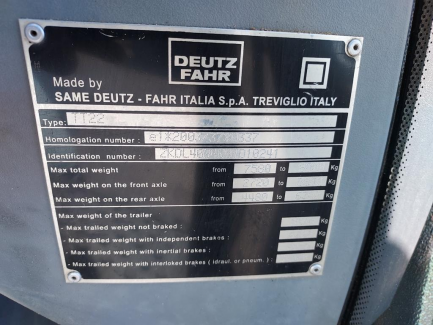 DEUTZ
FAHR
Made by
SAME DEUTZ - FAHR ITALIA S.p.A. TREVIGLIO ITALY
Type:
Homologation number :
Identification number :
Max total weight from to Kg
Max weight on the front axle from to Kg
Max weight on the rear axle from to Kg
Max weight of the trailer
- Max trailed weight not braked : Kg
- Max trailed weight with independent brakes : Kg
- Max trailed weight with inertial brakes : Kg
- Max trailed weight with interlocked brakes ( idraul. or pneum. ) : Kg